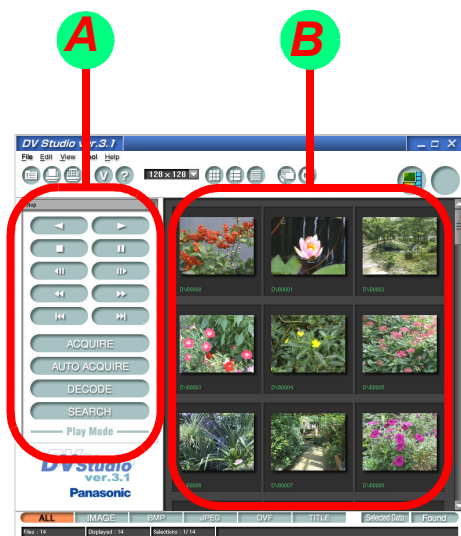 A B
DV Studio ver.3.1
File Edit View Tool Help
V ? 128 x 128
Stop
ACQUIRE
AUTO ACQUIRE
DECODE
SEARCH
Play Mode
DV Studio
ver.3.1
Panasonic
DV00000 DV00001 DV00002
DV00003 DV00004 DV00005
DV00006 DV00007 DV00008
ALL IMAGE BMP JPEG DVF TITLE Selected Data Found
Files : 14 Displayed : 14 Selections : 1/ 14